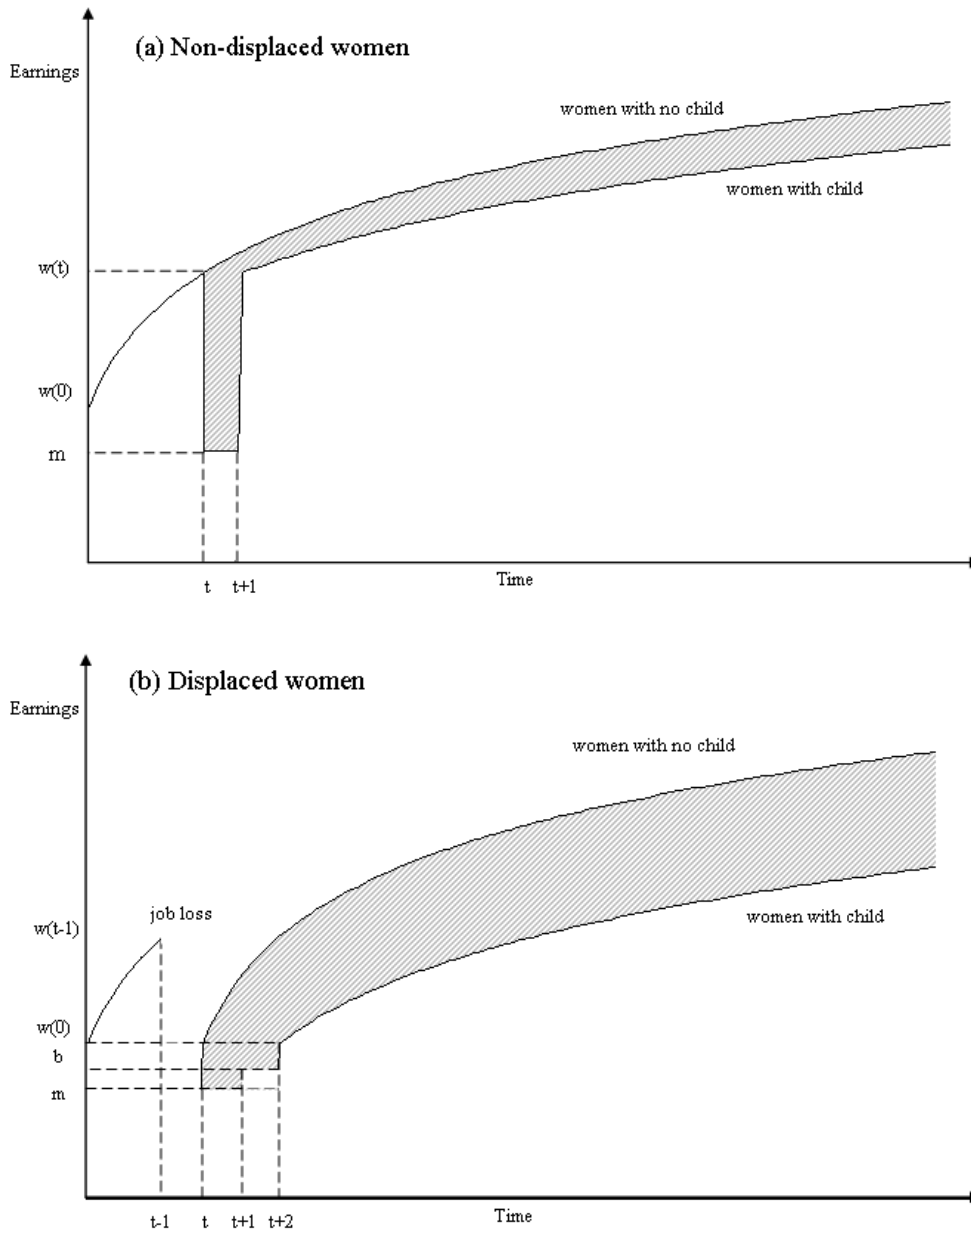 (a) Non-displaced women
Earnings
women with no child
women with child
w(t)
w(0)
m
t
t+1
Time
(b) Displaced women
Earnings
women with no child
job loss
women with child
w(t-1)
w(0)
b
m
t-1
t
t+1
t+2
Time